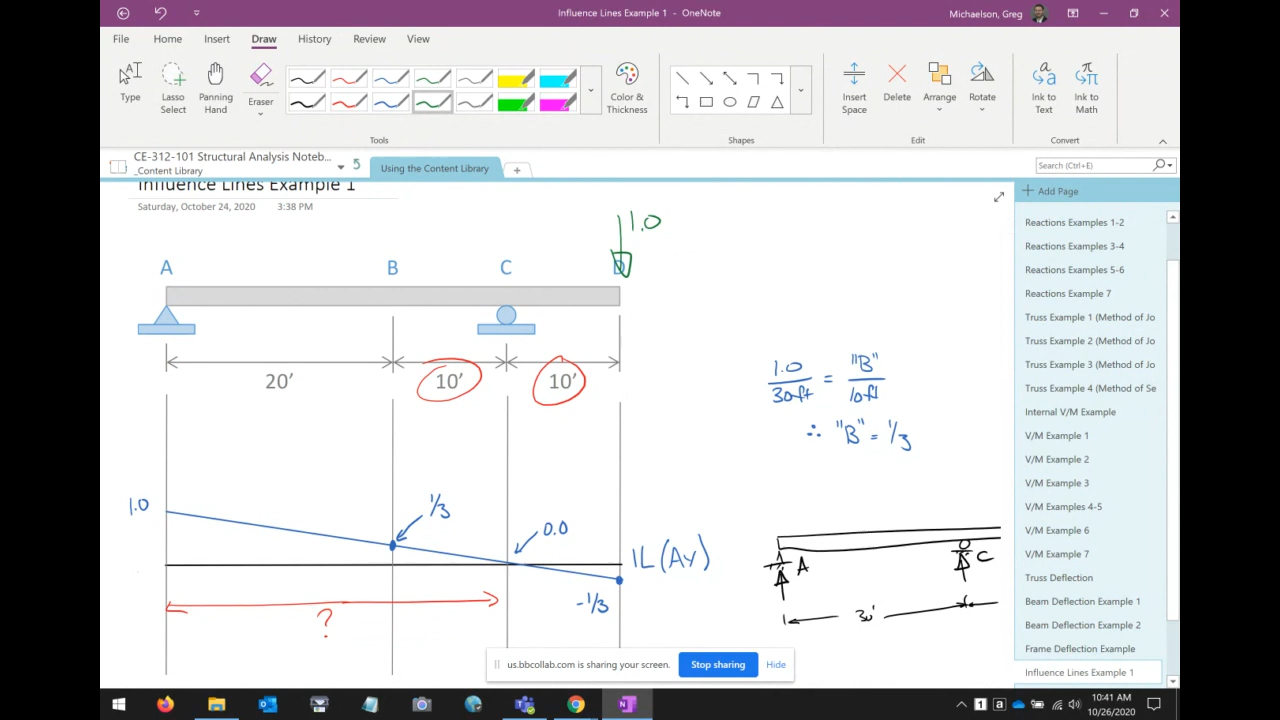 Influence Lines Example 1 - OneNote
Michaelson, Greg
File Home Insert Draw History Review View
Type
Lasso Select
Panning Hand
Eraser
Color & Thickness
Insert Space
Delete
Arrange
Rotate
Ink to Text
Ink to Math
Tools
Shapes
Edit
Convert
CE-312-101 Structural Analysis Noteb...
_Content Library
5
Using the Content Library
Search (Ctrl+E)
Influence Lines Example 1
Saturday, October 24, 2020 3:38 PM
1.0
A B C D
20' 10' 10'
1.0/30ft = "B"/10ft
∴ "B" = 1/3
1.0
1/3
0.0
IL(Ay)
-1/3
?
A C
30'
Add Page
Reactions Examples 1-2
Reactions Examples 3-4
Reactions Examples 5-6
Reactions Example 7
Truss Example 1 (Method of Jo
Truss Example 2 (Method of Jo
Truss Example 3 (Method of Jo
Truss Example 4 (Method of Se
Internal V/M Example
V/M Example 1
V/M Example 2
V/M Example 3
V/M Examples 4-5
V/M Example 6
V/M Example 7
Truss Deflection
Beam Deflection Example 1
Beam Deflection Example 2
Frame Deflection Example
Influence Lines Example 1
us.bbcollab.com is sharing your screen.
Stop sharing
Hide
10:41 AM
10/26/2020